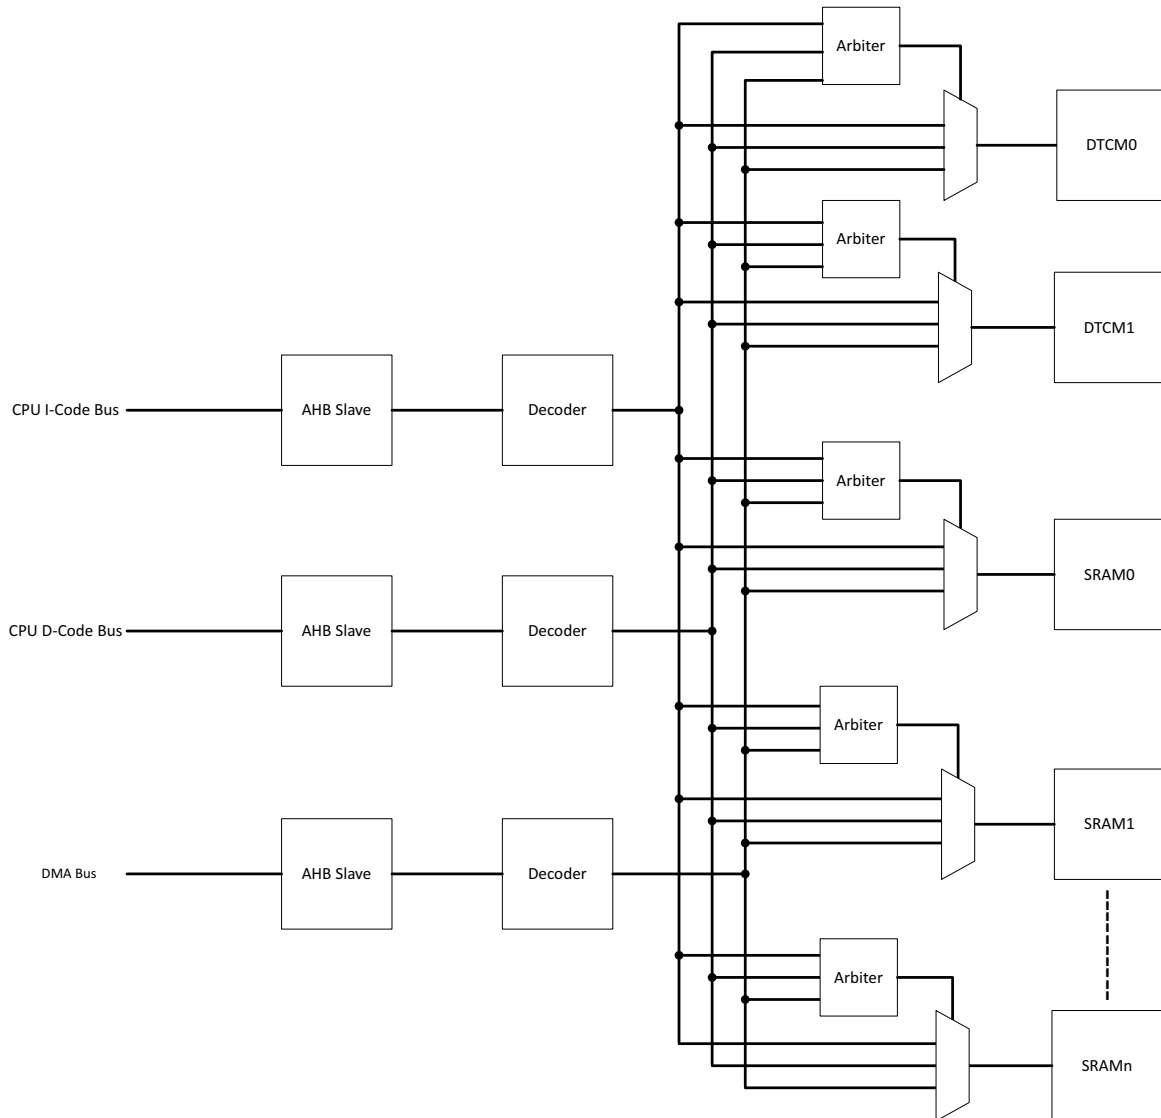 Arbiter
DTCM0
Arbiter
DTCM1
CPU I-Code Bus
AHB Slave
Decoder
Arbiter
SRAM0
CPU D-Code Bus
AHB Slave
Decoder
Arbiter
SRAM1
DMA Bus
AHB Slave
Decoder
Arbiter
SRAMn